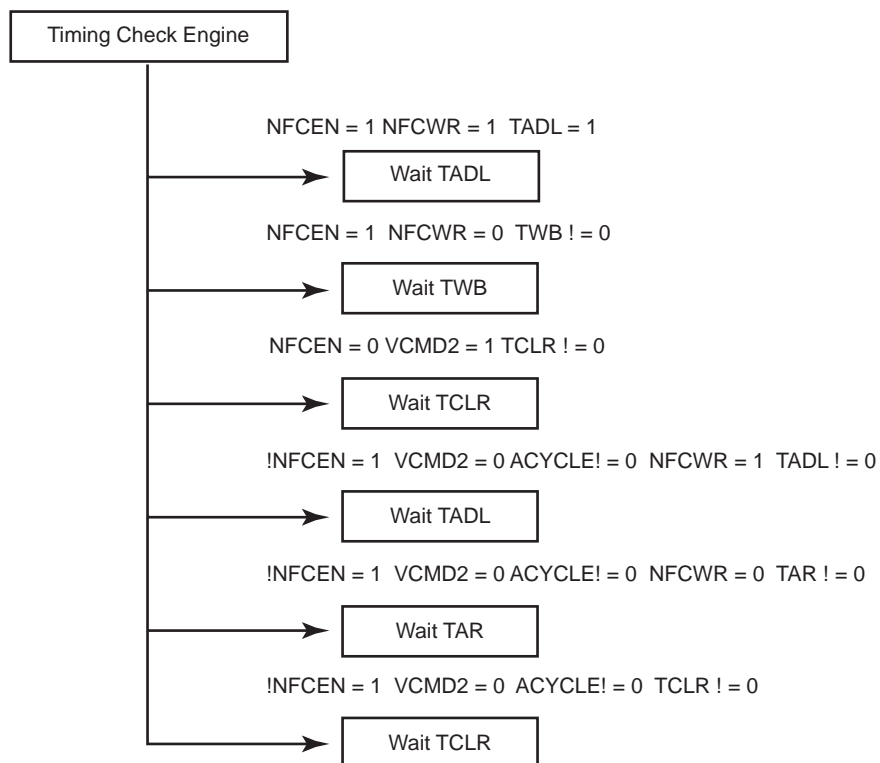 Timing Check Engine
NFCEN = 1 NFCWR = 1 TADL = 1
Wait TADL
NFCEN = 1 NFCWR = 0 TWB ! = 0
Wait TWB
NFCEN = 0 VCMD2 = 1 TCLR ! = 0
Wait TCLR
!NFCEN = 1 VCMD2 = 0 ACYCLE! = 0 NFCWR = 1 TADL ! = 0
Wait TADL
!NFCEN = 1 VCMD2 = 0 ACYCLE! = 0 NFCWR = 0 TAR ! = 0
Wait TAR
!NFCEN = 1 VCMD2 = 0 ACYCLE! = 0 TCLR ! = 0
Wait TCLR